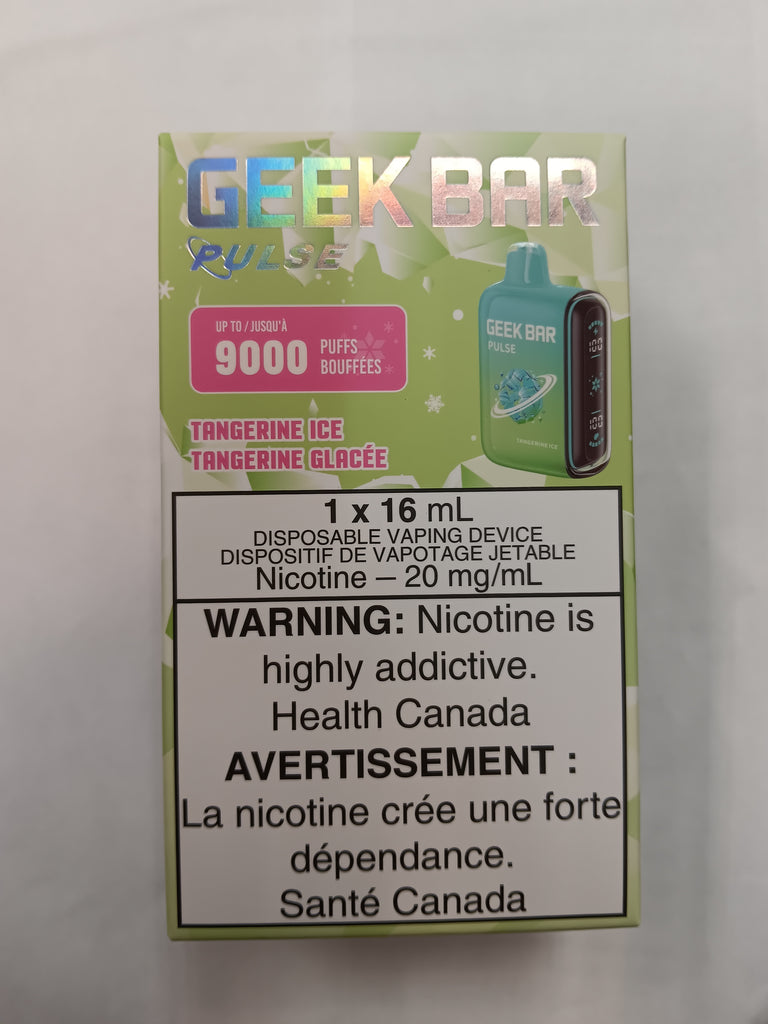 GEEK BAR
PULSE
UP TO / JUSQU'À
9000 PUFFS
BOUFFÉES
TANGERINE ICE
TANGERINE GLACÉE
GEEK BAR
PULSE
100
100
TANGERINE ICE
1 x 16 mL
DISPOSABLE VAPING DEVICE
DISPOSITIF DE VAPOTAGE JETABLE
Nicotine – 20 mg/mL
WARNING: Nicotine is
highly addictive.
Health Canada
AVERTISSEMENT :
La nicotine crée une forte
dépendance.
Santé Canada